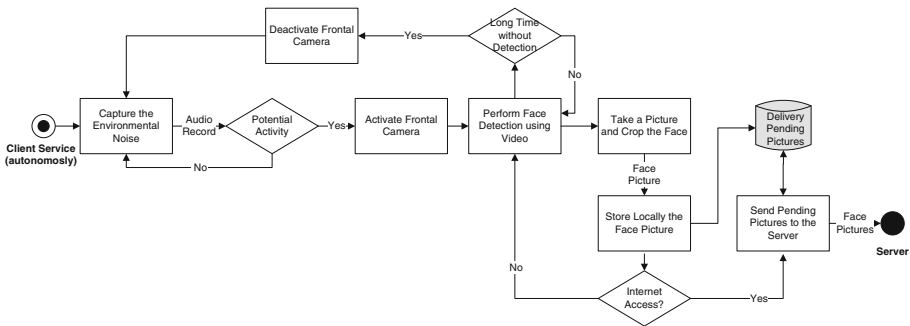 Deactivate Frontal
Camera
Yes
Long Time
without
Detection
No
Client Service
(autonomosly)
Capture the
Environmental
Noise
Audio
Record
Potential
Activity
Yes
No
Activate Frontal
Camera
Perform Face
Detection using
Video
Take a Picture
and Crop the Face
Delivery
Pending
Pictures
Face
Picture
Store Locally the
Face Picture
Send Pending
Pictures to the
Server
Face
Pictures
Server
No
Internet
Access?
Yes